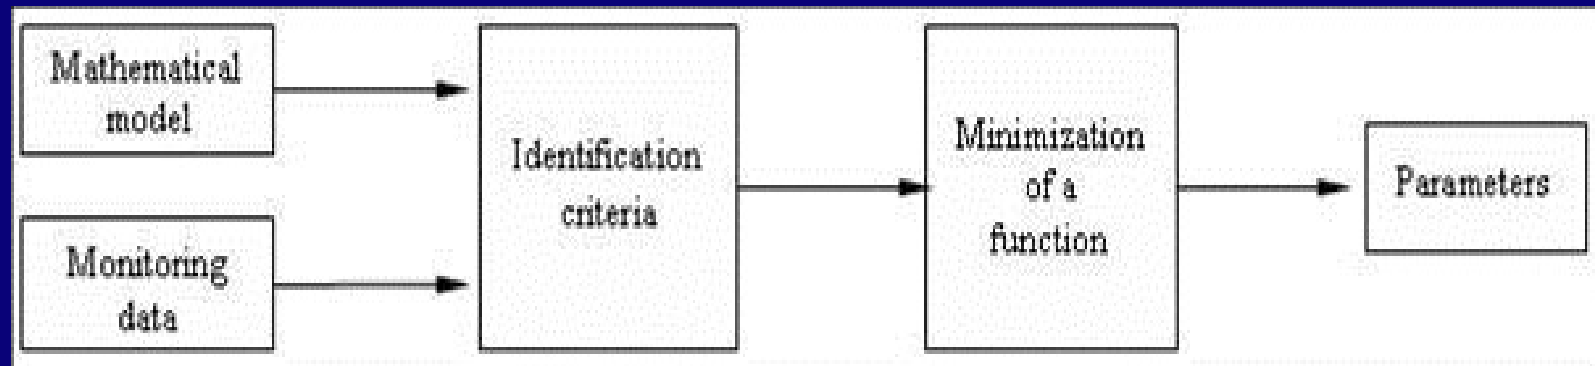 Mathematical
model
Monitoring
data
Identification
criteria
Minimization
of a
function
Parameters